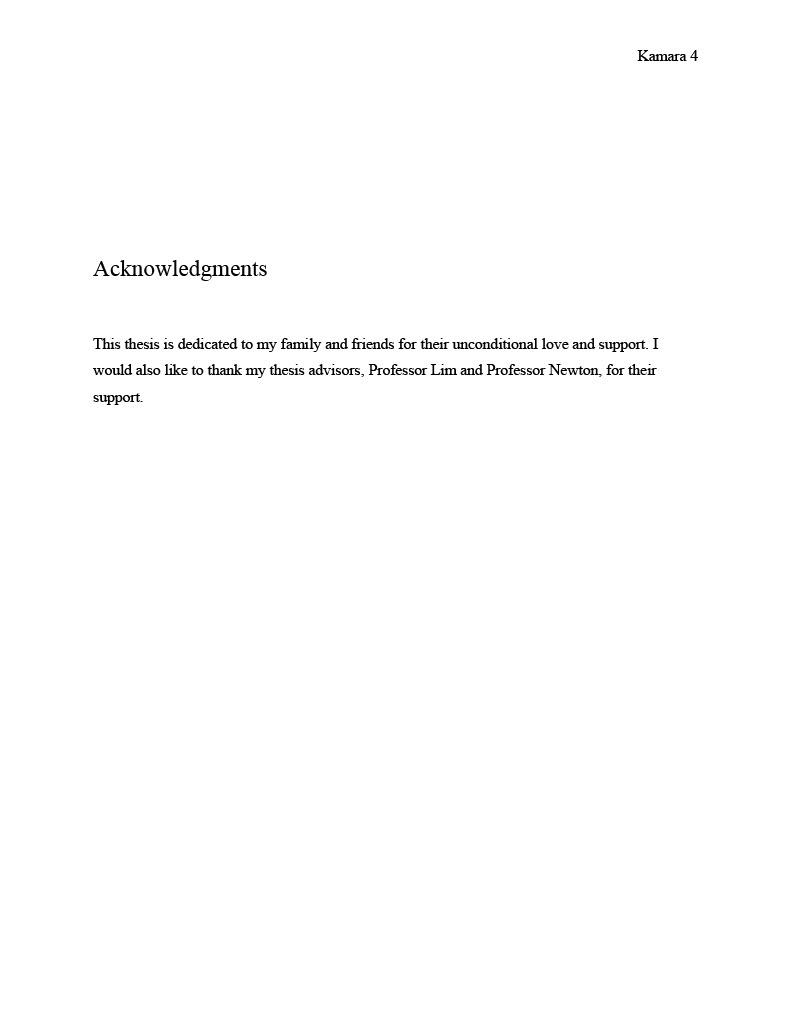 Kamara 4
Acknowledgments
This thesis is dedicated to my family and friends for their unconditional love and support. I
would also like to thank my thesis advisors, Professor Lim and Professor Newton, for their
support.